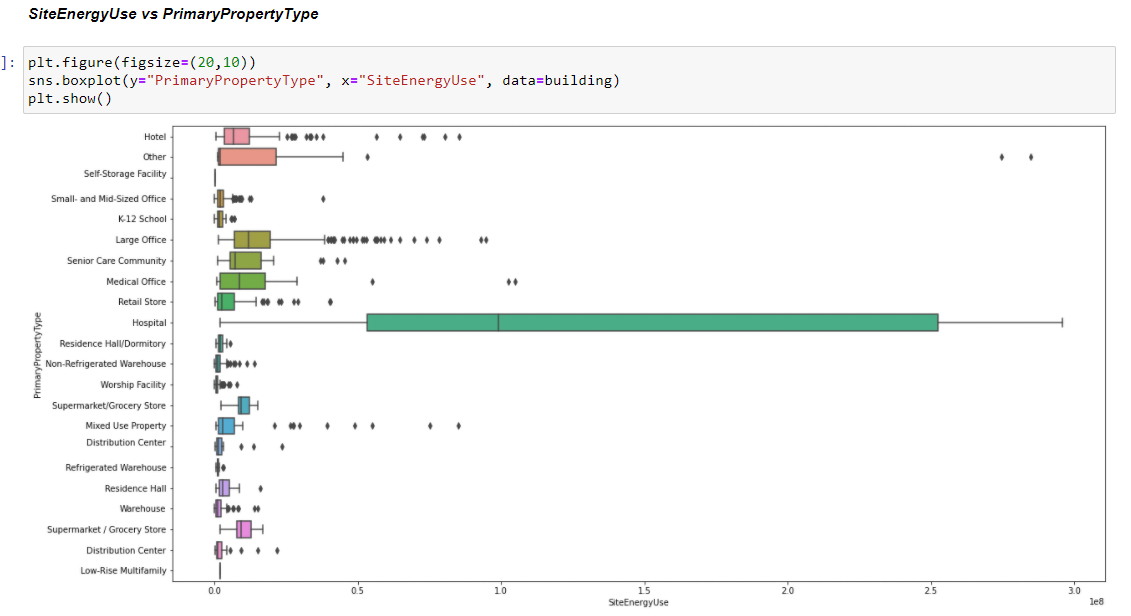 SiteEnergyUse vs PrimaryPropertyType
]:
plt.figure(figsize=(20,10))
sns.boxplot(y="PrimaryPropertyType", x="SiteEnergyUse", data=building)
plt.show()
Hotel
Other
Self-Storage Facility
Small- and Mid-Sized Office
K-12 School
Large Office
Senior Care Community
Medical Office
Retail Store
Hospital
Residence Hall/Dormitory
Non-Refrigerated Warehouse
Worship Facility
Supermarket/Grocery Store
Mixed Use Property
Distribution Center
Refrigerated Warehouse
Residence Hall
Warehouse
Supermarket / Grocery Store
Distribution Center
Low-Rise Multifamily
PrimaryPropertyType
0.0 0.5 1.0 1.5 2.0 2.5 3.0
SiteEnergyUse
1e8